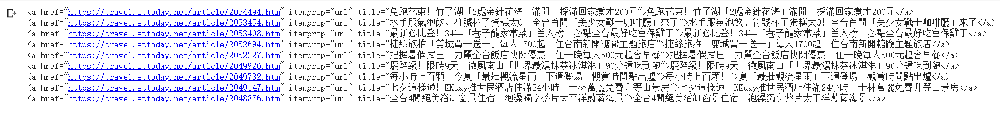 <a href="https://travel.ettoday.net/article/2054494.htm" itemprop="url" title="免跑花東! 竹子湖「2處金針花海」滿開　採滿回家煮才200元">免跑花東! 竹子湖「2處金針花海」滿開　採滿回家煮才200元</a>
<a href="https://travel.ettoday.net/article/2053454.htm" itemprop="url" title="水手服氣泡飲、符號杯子蛋糕太Q! 全台首間「美少女戰士咖啡廳」來了">水手服氣泡飲、符號杯子蛋糕太Q! 全台首間「美少女戰士咖啡廳」來了</a>
<a href="https://travel.ettoday.net/article/2053408.htm" itemprop="url" title="最新必比登! 34年「巷子龍家常菜」首入榜　必點全台最好吃宮保雞丁">最新必比登! 34年「巷子龍家常菜」首入榜　必點全台最好吃宮保雞丁</a>
<a href="https://travel.ettoday.net/article/2052694.htm" itemprop="url" title="捷絲旅推「雙城買一送一」每人1700起　住台南新開糖廠主題旅店">捷絲旅推「雙城買一送一」每人1700起　住台南新開糖廠主題旅店</a>
<a href="https://travel.ettoday.net/article/2052227.htm" itemprop="url" title="把握暑假尾巴! 力麗全台飯店快閃優惠　住一晚每人500元起含早餐">把握暑假尾巴! 力麗全台飯店快閃優惠　住一晚每人500元起含早餐</a>
<a href="https://travel.ettoday.net/article/2049926.htm" itemprop="url" title="慶降級! 限時9天　微風南山「世界最濃抹茶冰淇淋」90分鐘吃到飽">慶降級! 限時9天　微風南山「世界最濃抹茶冰淇淋」90分鐘吃到飽</a>
<a href="https://travel.ettoday.net/article/2049732.htm" itemprop="url" title="每小時上百顆! 今夏「最壯觀流星雨」下週登場　觀賞時間點出爐">每小時上百顆! 今夏「最壯觀流星雨」下週登場　觀賞時間點出爐</a>
<a href="https://travel.ettoday.net/article/2049147.htm" itemprop="url" title="七夕這樣過! KKday推世民酒店住滿24小時　士林萬麗免費升等山景房">七夕這樣過! KKday推世民酒店住滿24小時　士林萬麗免費升等山景房</a>
<a href="https://travel.ettoday.net/article/2048876.htm" itemprop="url" title="全台4間絕美浴缸窗景住宿　泡澡獨享整片太平洋蔚藍海景">全台4間絕美浴缸窗景住宿　泡澡獨享整片太平洋蔚藍海景</a>